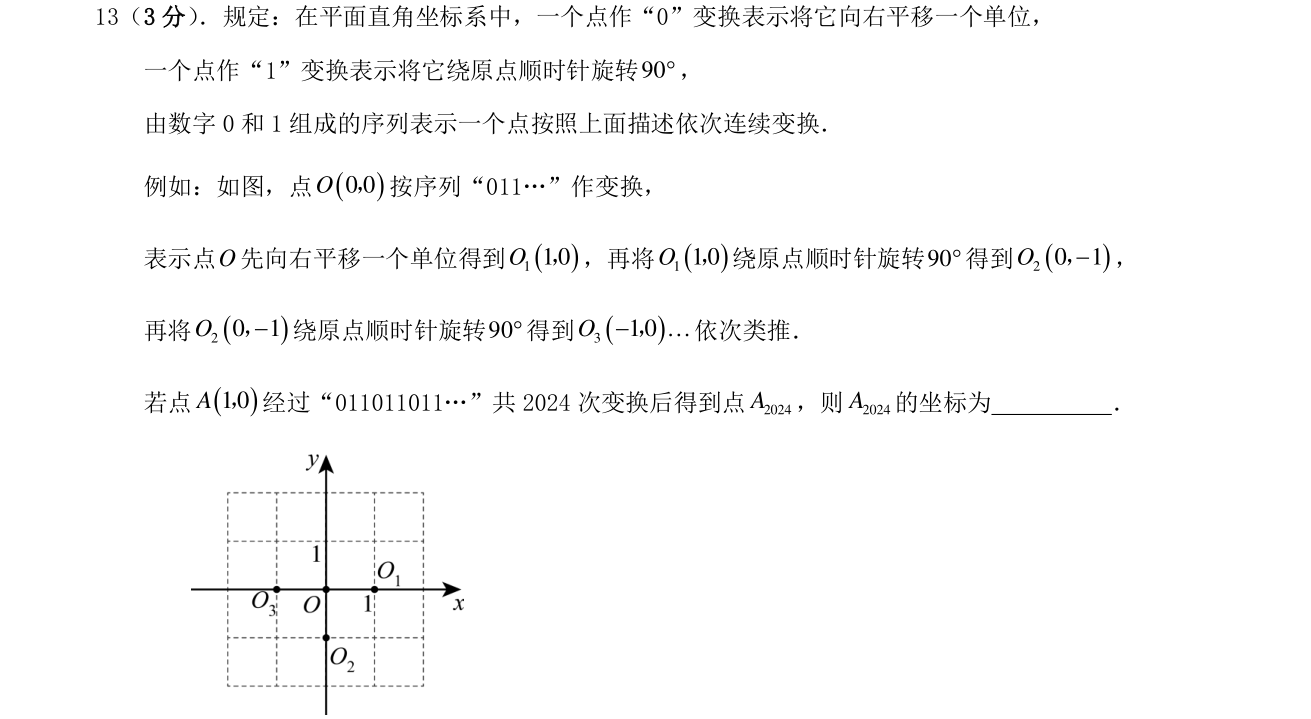 13（3 分）．规定：在平面直角坐标系中，一个点作“0”变换表示将它向右平移一个单位，
一个点作“1”变换表示将它绕原点顺时针旋转90°，
由数字 0 和 1 组成的序列表示一个点按照上面描述依次连续变换．
例如：如图，点O(0,0)按序列“011…”作变换，
表示点O先向右平移一个单位得到O₁(1,0)，再将O₁(1,0)绕原点顺时针旋转90°得到O₂(0,−1)，
再将O₂(0,−1)绕原点顺时针旋转90°得到O₃(−1,0)…依次类推．
若点A(1,0)经过“011011011…”共 2024 次变换后得到点A₂₀₂₄，则A₂₀₂₄的坐标为__________．
y
1
O₁
O₃ O 1 x
O₂